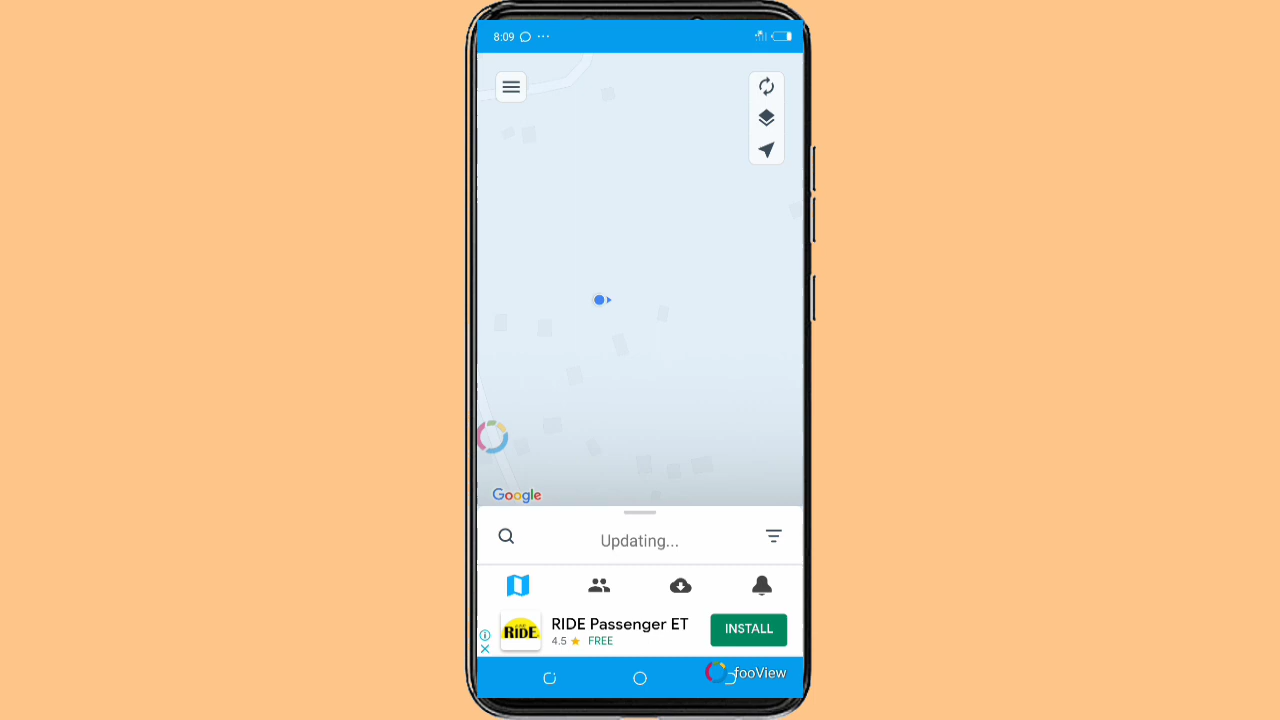 8:09
Google
Updating...
RIDE
RIDE Passenger ET
4.5 ★ FREE
INSTALL
fooView